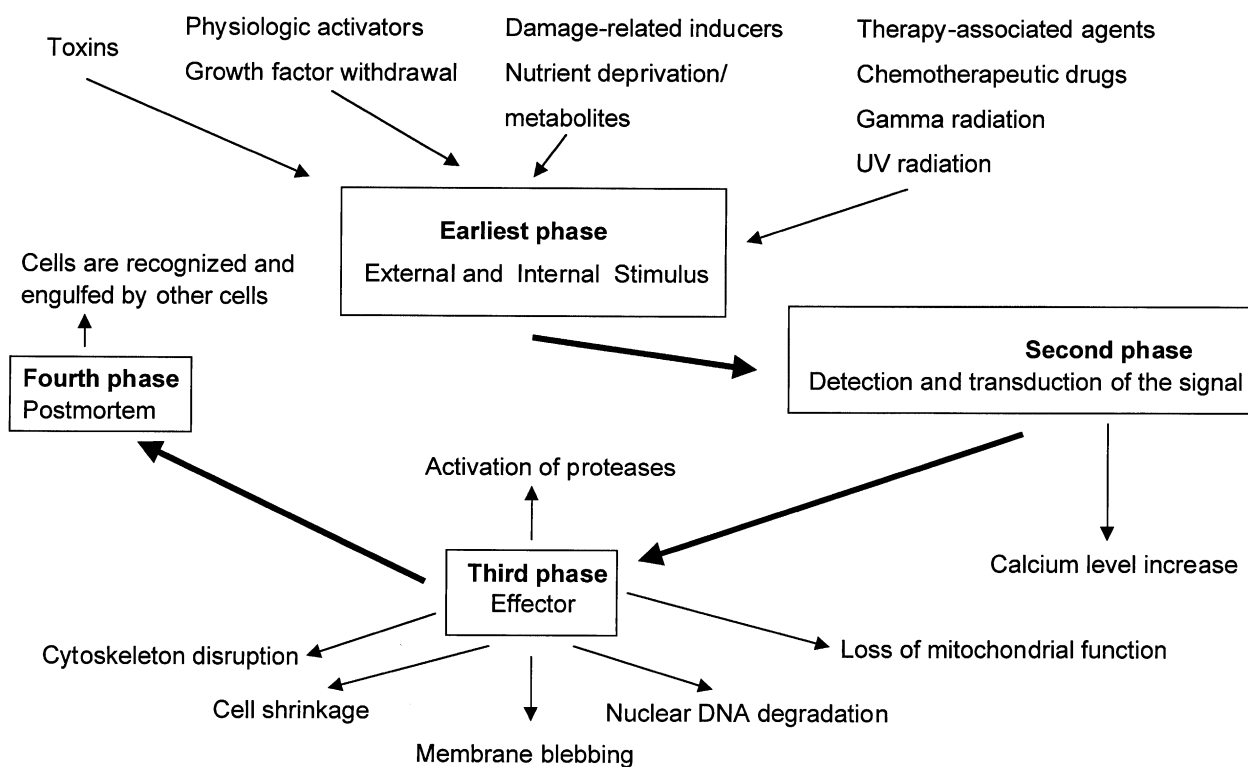 Toxins
Physiologic activators
Growth factor withdrawal
Damage-related inducers
Nutrient deprivation/
metabolites
Therapy-associated agents
Chemotherapeutic drugs
Gamma radiation
UV radiation
Earliest phase
External and Internal Stimulus
Cells are recognized and
engulfed by other cells
Second phase
Detection and transduction of the signal
Fourth phase
Postmortem
Activation of proteases
Calcium level increase
Third phase
Effector
Cytoskeleton disruption
Loss of mitochondrial function
Cell shrinkage
Nuclear DNA degradation
Membrane blebbing